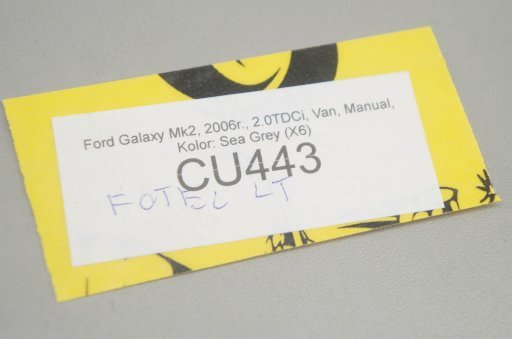 Ford Galaxy Mk2, 2006r., 2.0TDCi, Van, Manual,
Kolor: Sea Grey (X6)
CU443
FOTEL LT